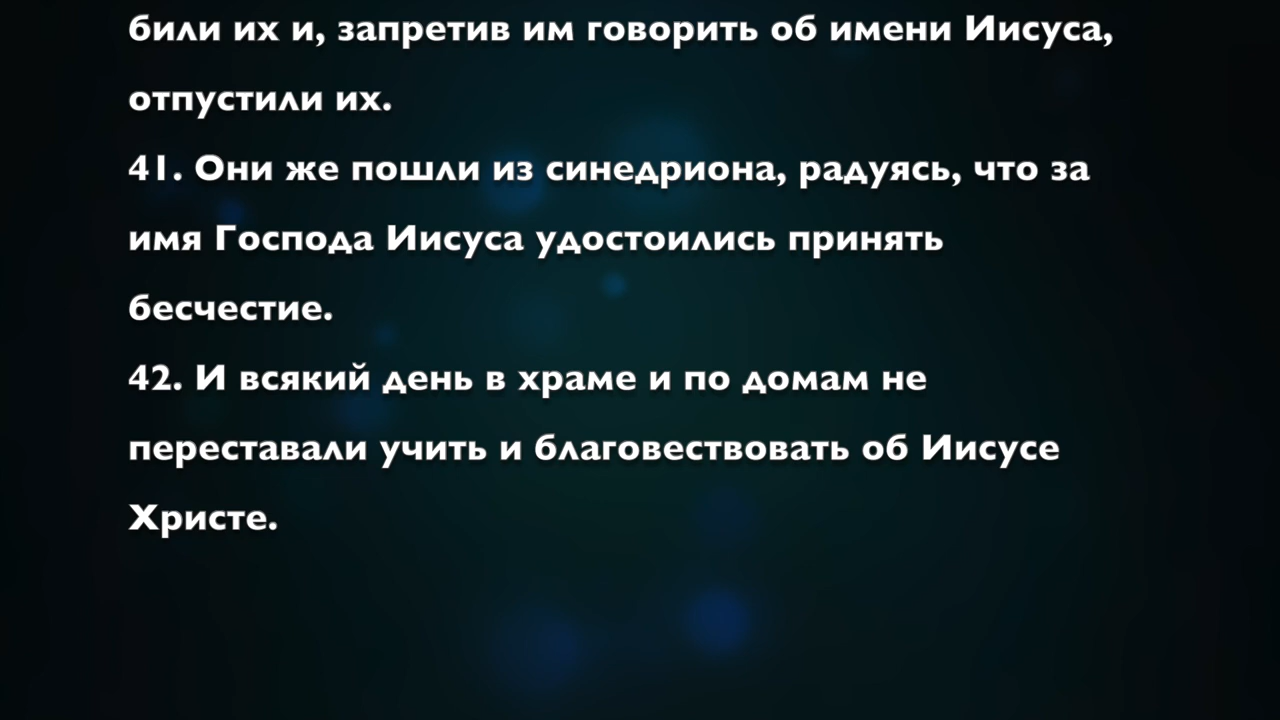 били их и, запретив им говорить об имени Иисуса,
отпустили их.
41. Они же пошли из синедриона, радуясь, что за
имя Господа Иисуса удостоились принять
бесчестие.
42. И всякий день в храме и по домам не
переставали учить и благовествовать об Иисусе
Христе.